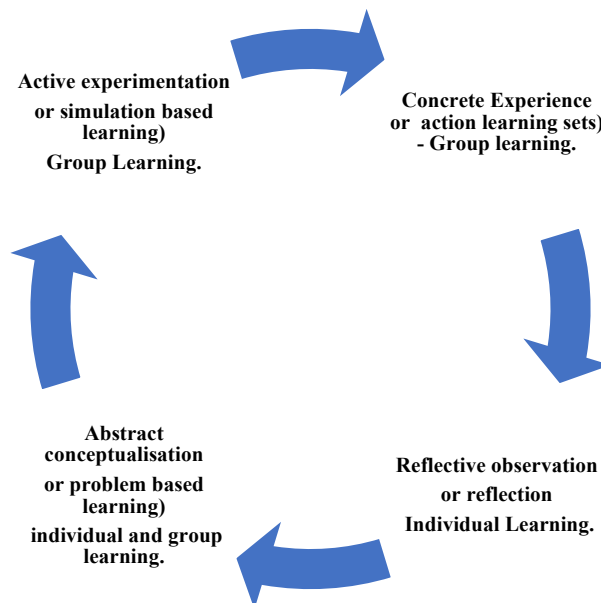 Active experimentation
or simulation based
learning)
Group Learning.
Concrete Experience
or action learning sets)
- Group learning.
Reflective observation
or reflection
Individual Learning.
Abstract
conceptualisation
or problem based
learning)
individual and group
learning.